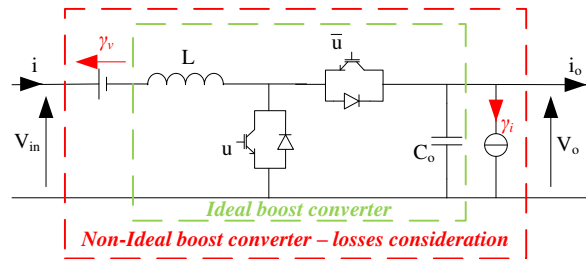 γv
i
L
u̅
io
Vin
u
Co
γi
Vo
Ideal boost converter
Non-Ideal boost converter – losses consideration